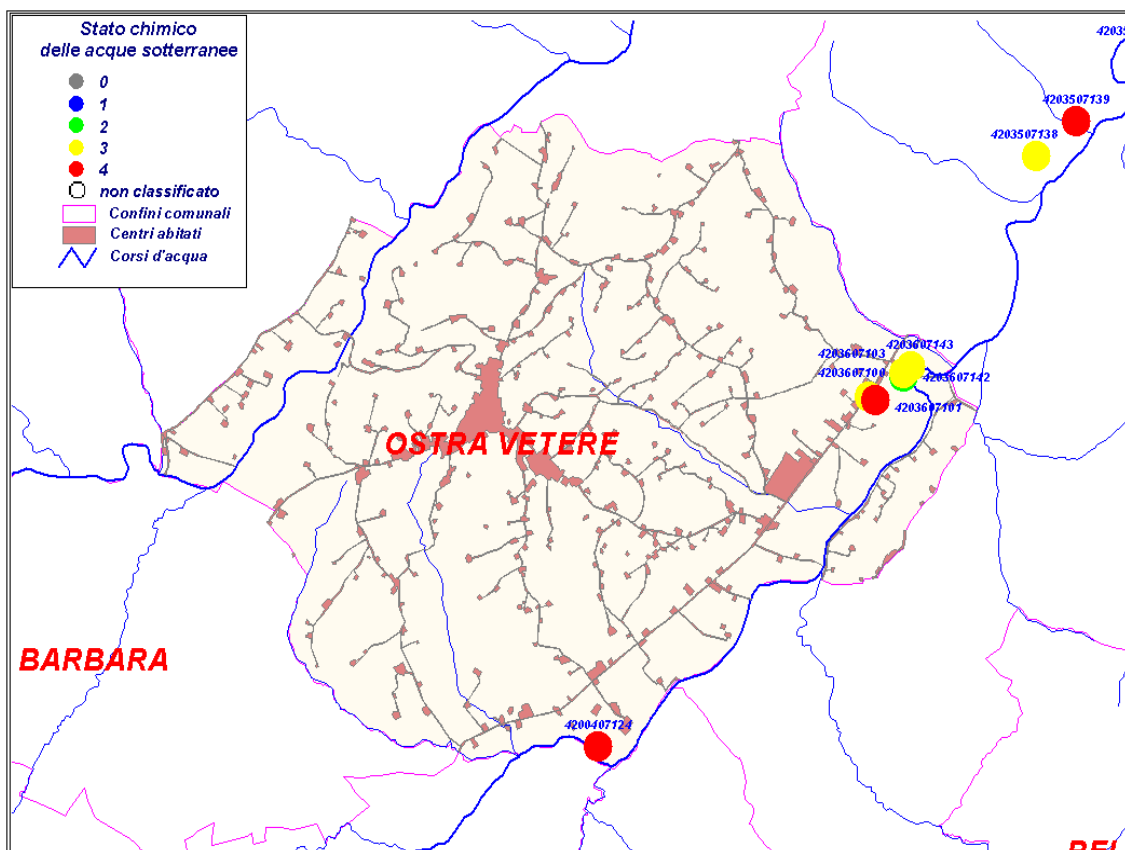 Stato chimico
delle acque sotterranee
0
1
2
3
4
non classificato
Confini comunali
Centri abitati
Corsi d'acqua
4203507139
4203507138
4203607143
4203607103
4203607100
4203607142
4203607101
OSTRA VETERE
BARBARA
4200407124